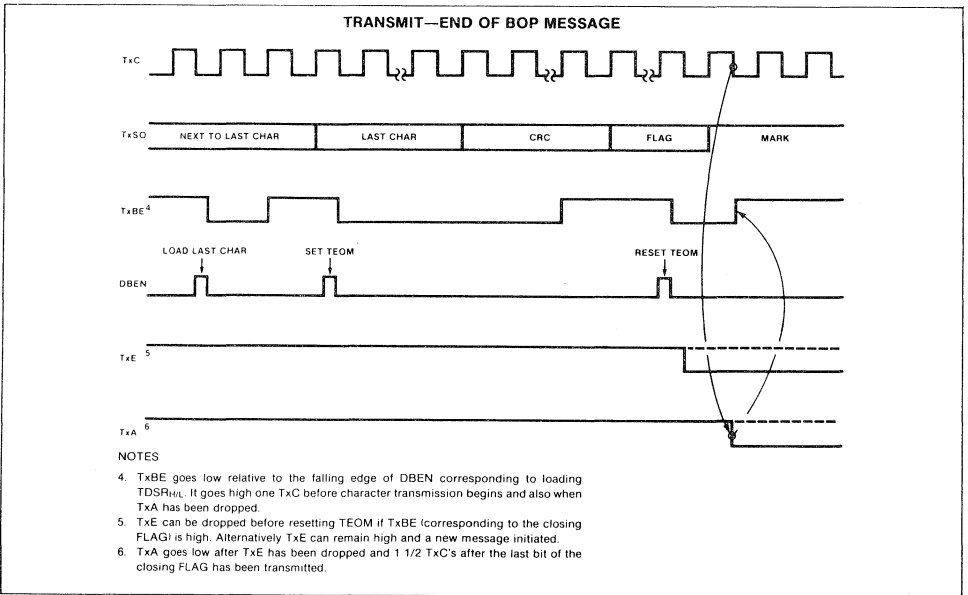 TRANSMIT—END OF BOP MESSAGE
TxC
TxSO
NEXT TO LAST CHAR
LAST CHAR
CRC
FLAG
MARK
TxBE 4
LOAD LAST CHAR
SET TEOM
RESET TEOM
DBEN
TxE 5
TxA 6
NOTES
4. TxBE goes low relative to the falling edge of DBEN corresponding to loading
TDSRH/L. It goes high one TxC before character transmission begins and also when
TxA has been dropped.
5. TxE can be dropped before resetting TEOM if TxBE (corresponding to the closing
FLAG) is high. Alternatively TxE can remain high and a new message initiated.
6. TxA goes low after TxE has been dropped and 1 1/2 TxC's after the last bit of the
closing FLAG has been transmitted.